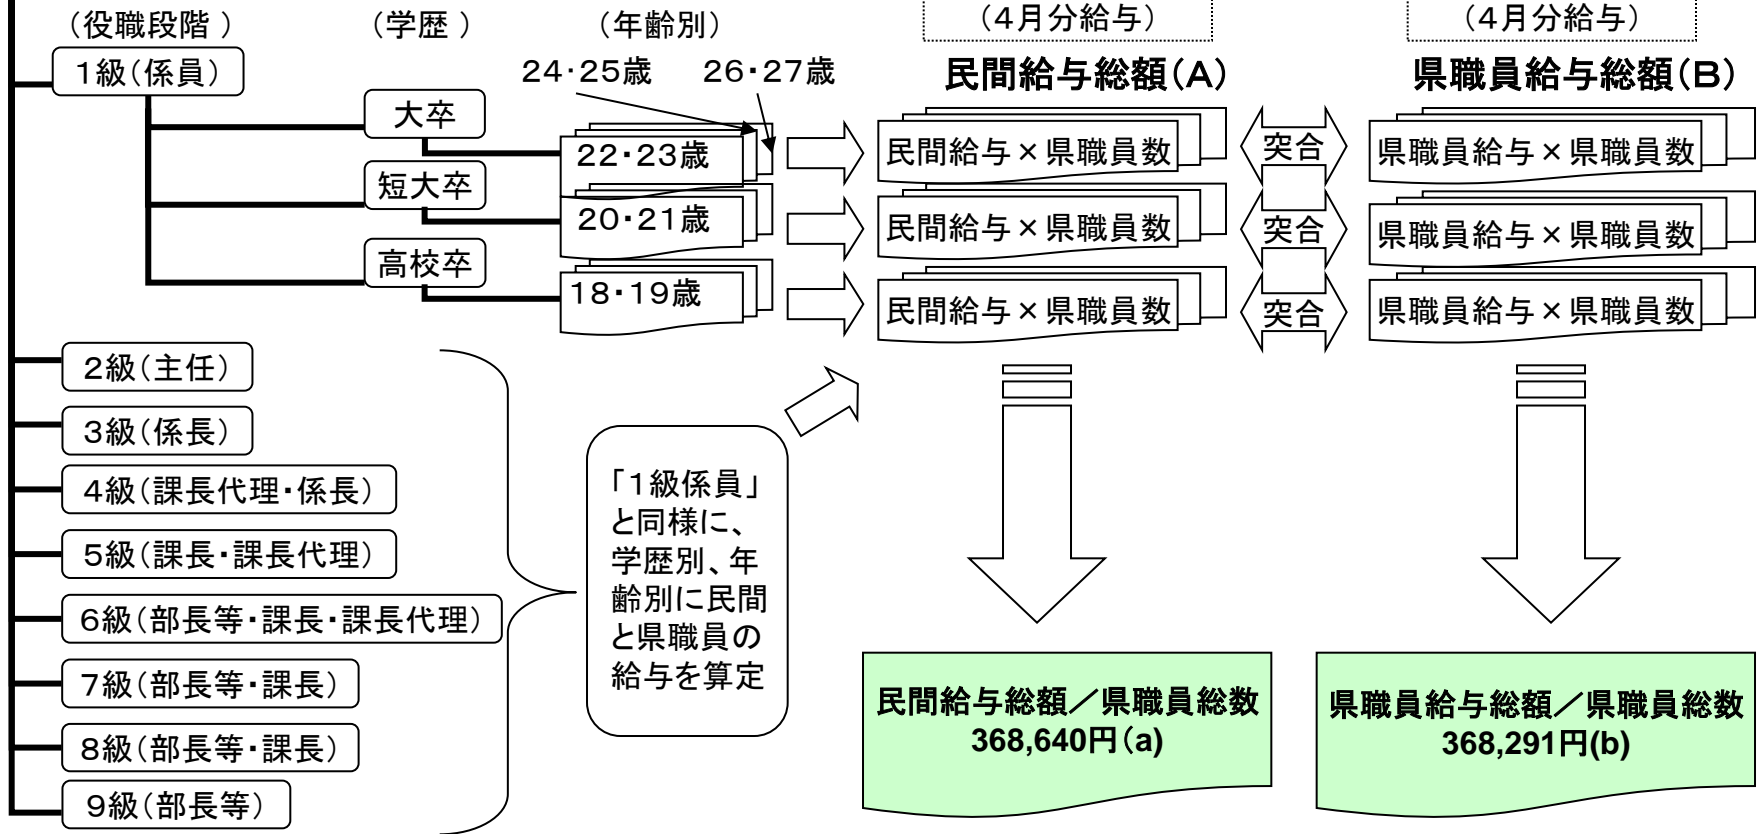 （役職段階 ）
（学歴 ）
（年齢別）
（4月分給与）
（4月分給与）
1級（係員）
24・25歳
26・27歳
民間給与総額（A）
県職員給与総額（B）
大卒
22・23歳
民間給与×県職員数
突合
県職員給与×県職員数
短大卒
20・21歳
民間給与×県職員数
突合
県職員給与×県職員数
高校卒
18・19歳
民間給与×県職員数
突合
県職員給与×県職員数
2級（主任）
3級（係長）
4級（課長代理・係長）
5級（課長・課長代理）
6級（部長等・課長・課長代理）
7級（部長等・課長）
8級（部長等・課長）
9級（部長等）
「1級係員」
と同様に、
学歴別、年
齢別に民間
と県職員の
給与を算定
民間給与総額／県職員総数
368,640円（a)
県職員給与総額／県職員総数
368,291円(b)